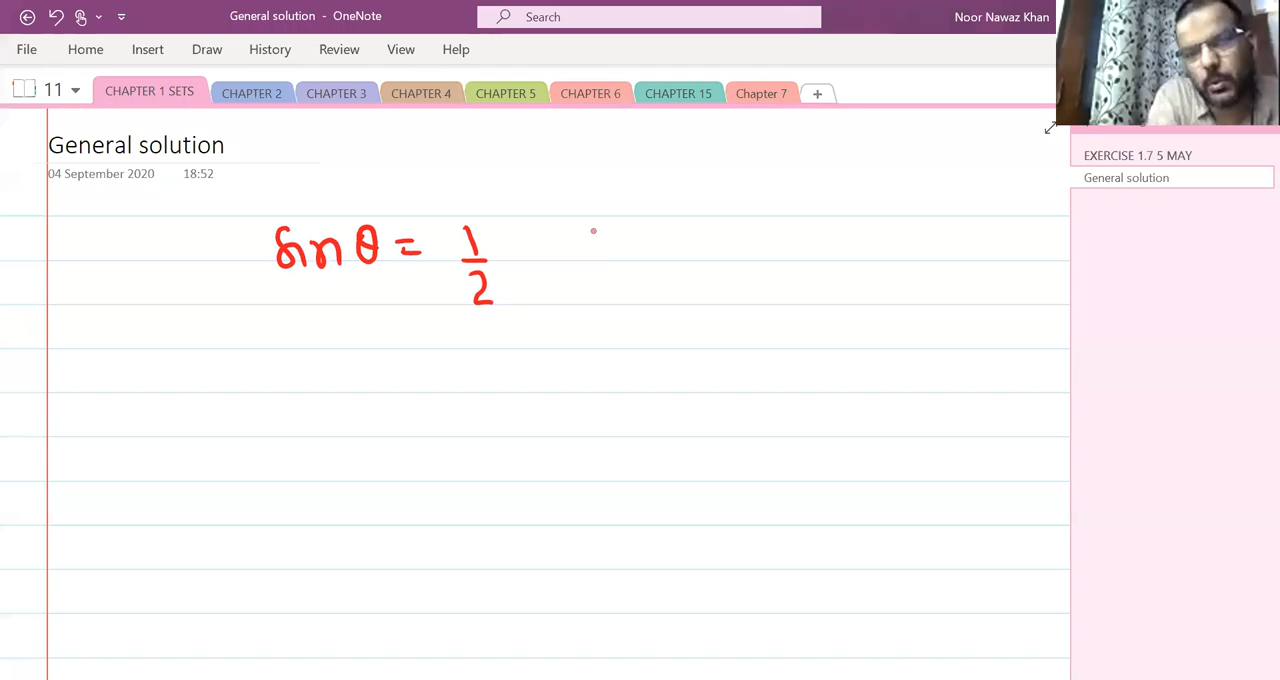 General solution - OneNote
Search
Noor Nawaz Khan
File Home Insert Draw History Review View Help
11 CHAPTER 1 SETS CHAPTER 2 CHAPTER 3 CHAPTER 4 CHAPTER 5 CHAPTER 6 CHAPTER 15 Chapter 7 +
General solution
04 September 2020 18:52
sin θ = 1/2
EXERCISE 1.7 5 MAY
General solution